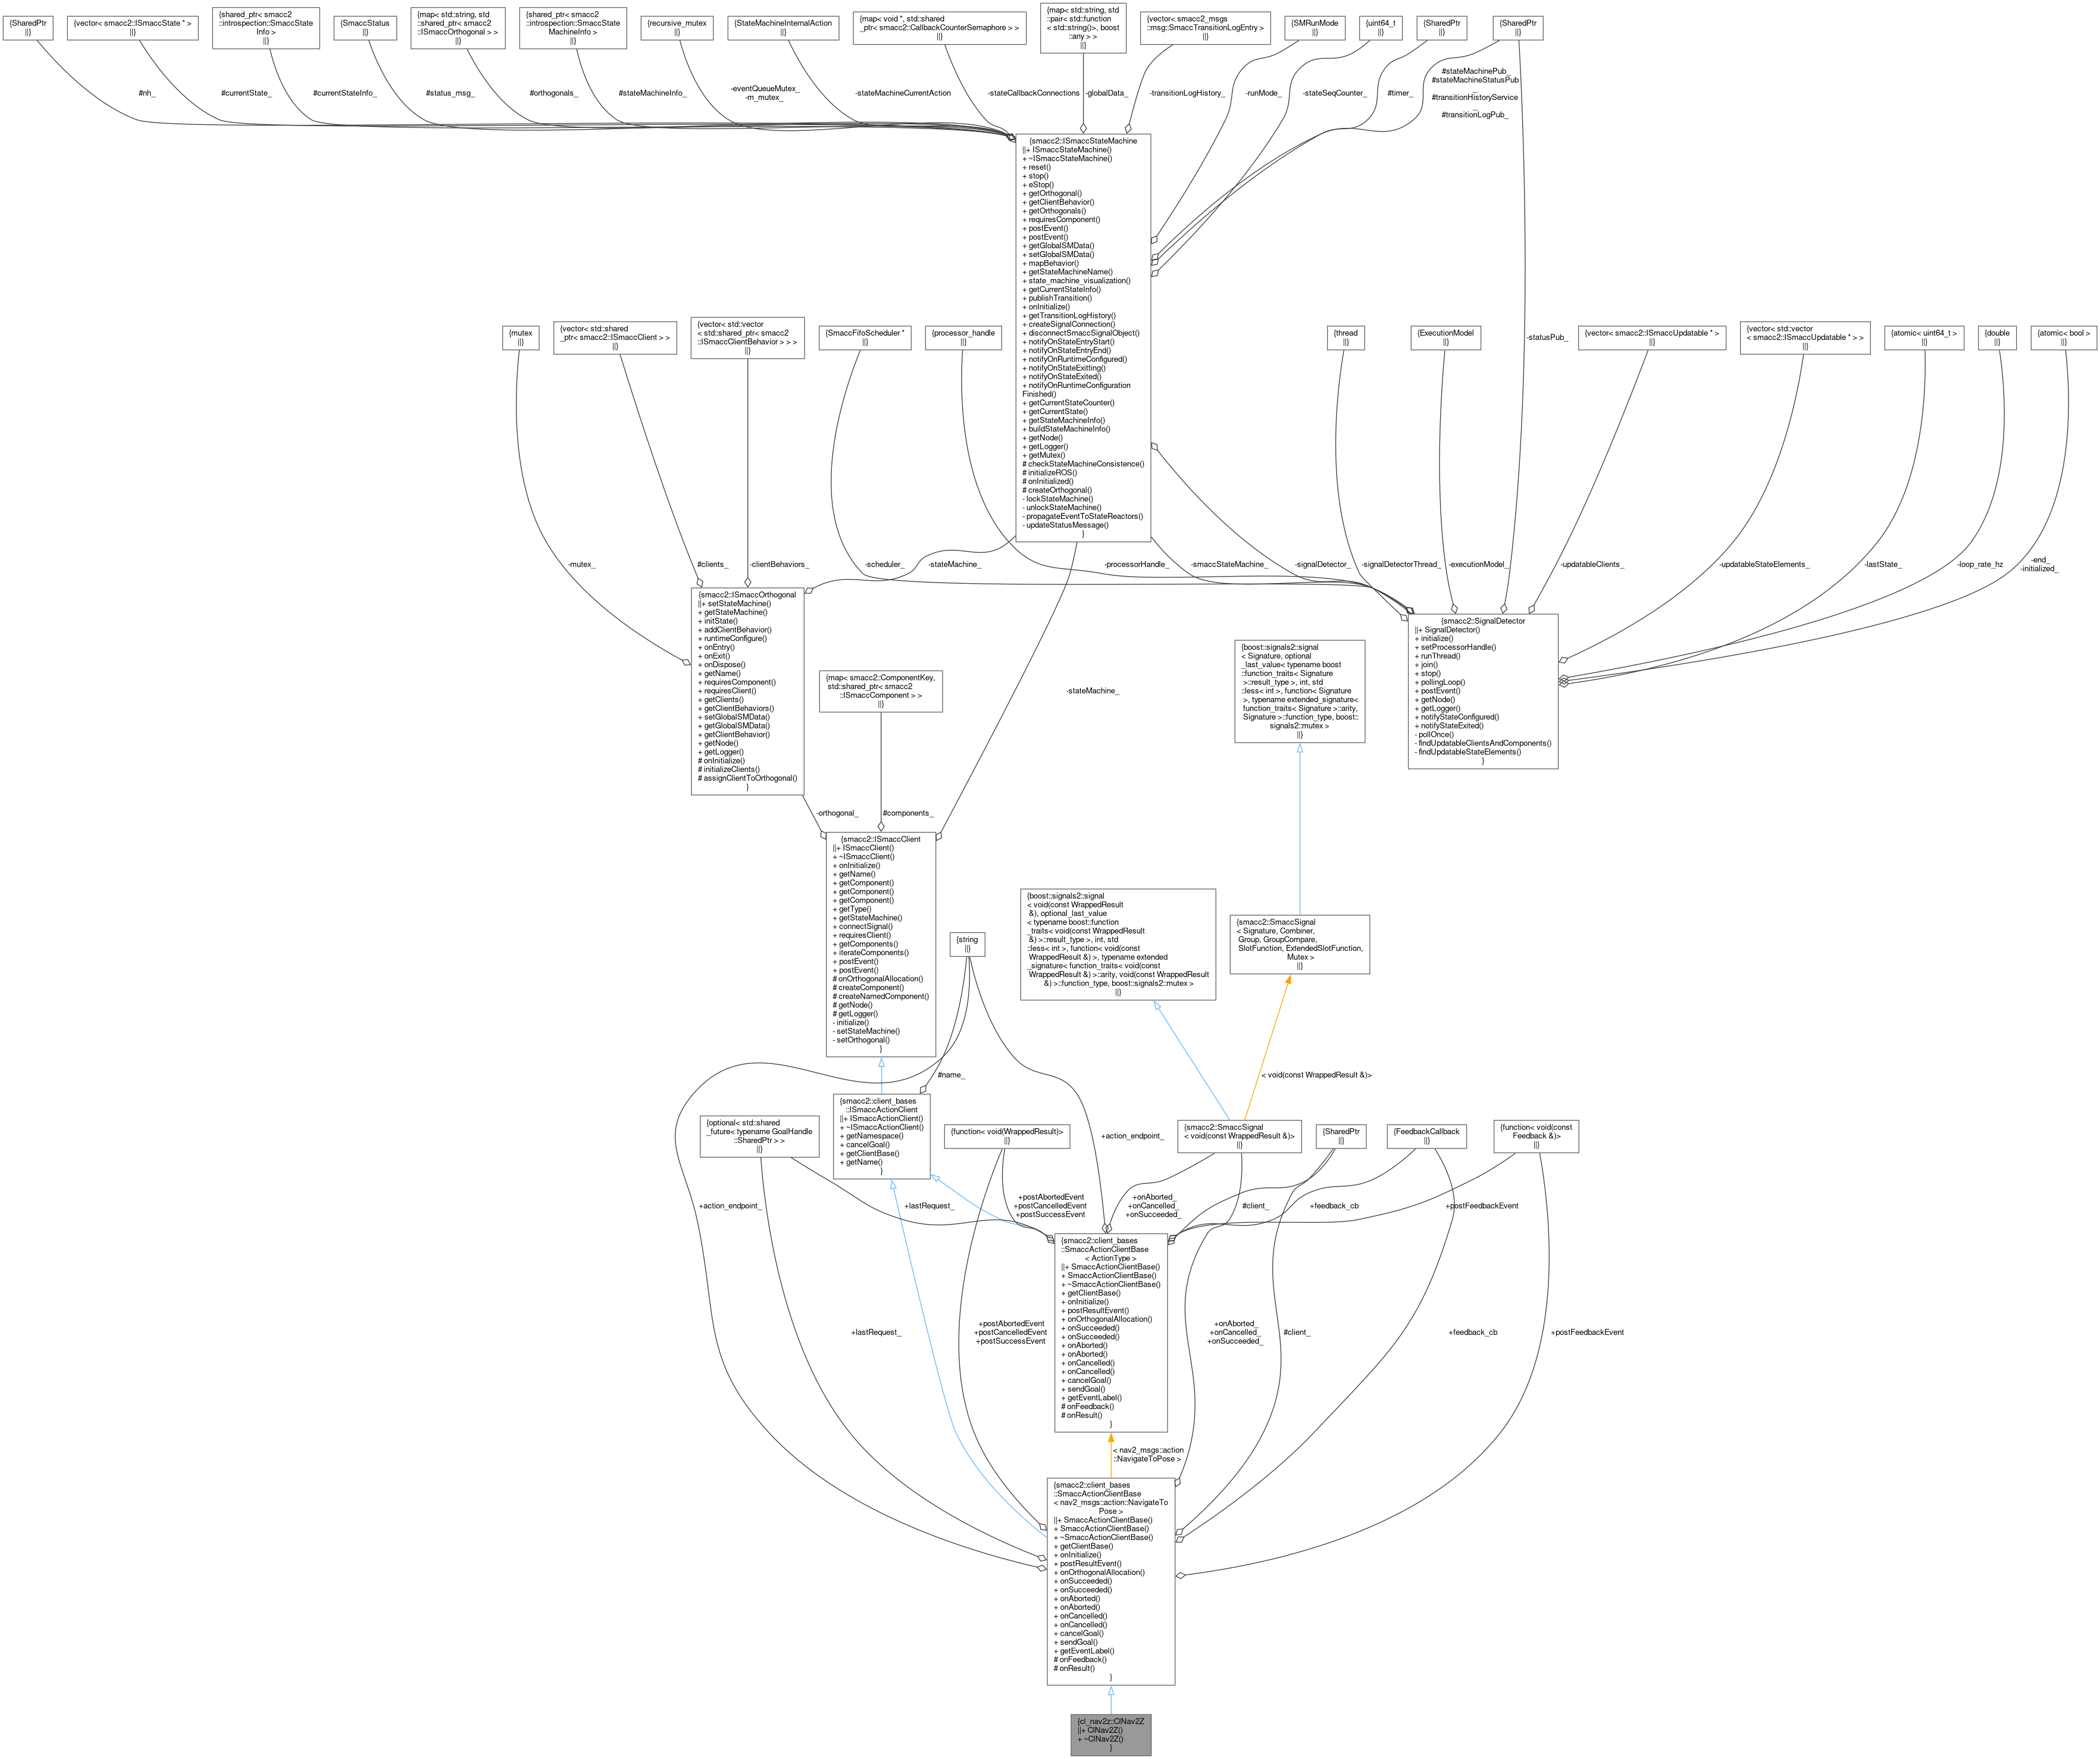 {SharedPtr
||}
{vector< smacc2::ISmaccState * >
||}
{shared_ptr< smacc2
::introspection::SmaccState
Info >
||}
{SmaccStatus
||}
{map< std::string, std
::shared_ptr< smacc2
::ISmaccOrthogonal > >
||}
{shared_ptr< smacc2
::introspection::SmaccState
MachineInfo >
||}
{recursive_mutex
||}
{StateMachineInternalAction
||}
{map< void *, std::shared
_ptr< smacc2::CallbackCounterSemaphore > >
||}
{map< std::string, std
::pair< std::function
< std::string()>, boost
::any > >
||}
{vector< smacc2_msgs
::msg::SmaccTransitionLogEntry >
||}
{SMRunMode
||}
{uint64_t
||}
{SharedPtr
||}
{SharedPtr
||}
#nh_
#currentState_
#currentStateInfo_
#status_msg_
#orthogonals_
#stateMachineInfo_
-eventQueueMutex_
-m_mutex_
-stateMachineCurrentAction
-stateCallbackConnections
-globalData_
-transitionLogHistory_
-runMode_
-stateSeqCounter_
#timer_
#stateMachinePub_
#stateMachineStatusPub
_
#transitionHistoryService
_
#transitionLogPub_
{smacc2::ISmaccStateMachine
||+ ISmaccStateMachine()
+ ~ISmaccStateMachine()
+ reset()
+ stop()
+ eStop()
+ getOrthogonal()
+ getClientBehavior()
+ getOrthogonals()
+ requiresComponent()
+ postEvent()
+ postEvent()
+ getGlobalSMData()
+ setGlobalSMData()
+ mapBehavior()
+ getStateMachineName()
+ state_machine_visualization()
+ getCurrentStateInfo()
+ publishTransition()
+ onInitialize()
+ getTransitionLogHistory()
+ createSignalConnection()
+ disconnectSmaccSignalObject()
+ notifyOnStateEntryStart()
+ notifyOnStateEntryEnd()
+ notifyOnRuntimeConfigured()
+ notifyOnStateExitting()
+ notifyOnStateExited()
+ notifyOnRuntimeConfiguration
Finished()
+ getCurrentStateCounter()
+ getCurrentState()
+ getStateMachineInfo()
+ buildStateMachineInfo()
+ getNode()
+ getLogger()
+ getMutex()
# checkStateMachineConsistence()
# initializeROS()
# onInitialized()
# createOrthogonal()
- lockStateMachine()
- unlockStateMachine()
- propagateEventToStateReactors()
- updateStatusMessage()
}
{mutex
||}
{vector< std::shared
_ptr< smacc2::ISmaccClient > >
||}
{vector< std::vector
< std::shared_ptr< smacc2
::ISmaccClientBehavior > > >
||}
{SmaccFifoScheduler *
||}
{processor_handle
||}
{thread
||}
{ExecutionModel
||}
-statusPub_
{vector< smacc2::ISmaccUpdatable * >
||}
{vector< std::vector
< smacc2::ISmaccUpdatable * > >
||}
{atomic< uint64_t >
||}
{double
||}
{atomic< bool >
||}
-mutex_
#clients_
-clientBehaviors_
-scheduler_
-stateMachine_
-processorHandle_
-smaccStateMachine_
-signalDetector_
-signalDetectorThread_
-executionModel_
-updatableClients_
-updatableStateElements_
-lastState_
-loop_rate_hz
-end_
-initialized_
{smacc2::ISmaccOrthogonal
||+ setStateMachine()
+ getStateMachine()
+ initState()
+ addClientBehavior()
+ runtimeConfigure()
+ onEntry()
+ onExit()
+ onDispose()
+ getName()
+ requiresComponent()
+ requiresClient()
+ getClients()
+ getClientBehaviors()
+ setGlobalSMData()
+ getGlobalSMData()
+ getClientBehavior()
+ getNode()
+ getLogger()
# onInitialize()
# initializeClients()
# assignClientToOrthogonal()
}
{smacc2::SignalDetector
||+ SignalDetector()
+ initialize()
+ setProcessorHandle()
+ runThread()
+ join()
+ stop()
+ pollingLoop()
+ postEvent()
+ getNode()
+ getLogger()
+ notifyStateConfigured()
+ notifyStateExited()
- pollOnce()
- findUpdatableClientsAndComponents()
- findUpdatableStateElements()
}
{boost::signals2::signal
< Signature, optional
_last_value< typename boost
::function_traits< Signature
>::result_type >, int, std
::less< int >, function< Signature
>, typename extended_signature<
function_traits< Signature >::arity,
Signature >::function_type, boost::
signals2::mutex >
||}
{map< smacc2::ComponentKey,
std::shared_ptr< smacc2
::ISmaccComponent > >
||}
-stateMachine_
-orthogonal_
#components_
{smacc2::ISmaccClient
||+ ISmaccClient()
+ ~ISmaccClient()
+ onInitialize()
+ getName()
+ getComponent()
+ getComponent()
+ getComponent()
+ getType()
+ getStateMachine()
+ connectSignal()
+ requiresClient()
+ getComponents()
+ iterateComponents()
+ postEvent()
+ postEvent()
# onOrthogonalAllocation()
# createComponent()
# createNamedComponent()
# getNode()
# getLogger()
- initialize()
- setStateMachine()
- setOrthogonal()
}
{string
||}
{boost::signals2::signal
< void(const WrappedResult
&), optional_last_value
< typename boost::function
_traits< void(const WrappedResult
&) >::result_type >, int, std
::less< int >, function< void(const
WrappedResult &) >, typename extended
_signature< function_traits< void(const
WrappedResult &) >::arity, void(const WrappedResult
&) >::function_type, boost::signals2::mutex >
||}
{smacc2::SmaccSignal
< Signature, Combiner,
Group, GroupCompare,
SlotFunction, ExtendedSlotFunction,
Mutex >
||}
#name_
< void(const WrappedResult &)>
{optional< std::shared
_future< typename GoalHandle
::SharedPtr > >
||}
{smacc2::client_bases
::ISmaccActionClient
||+ ISmaccActionClient()
+ ~ISmaccActionClient()
+ getNamespace()
+ cancelGoal()
+ getClientBase()
+ getName()
}
{function< void(WrappedResult)>
||}
+action_endpoint_
{smacc2::SmaccSignal
< void(const WrappedResult &)>
||}
{SharedPtr
||}
{FeedbackCallback
||}
{function< void(const
Feedback &)>
||}
+action_endpoint_
+lastRequest_
+postAbortedEvent
+postCancelledEvent
+postSuccessEvent
+onAborted_
+onCancelled_
+onSucceeded_
#client_
+feedback_cb
+postFeedbackEvent
{smacc2::client_bases
::SmaccActionClientBase
< ActionType >
||+ SmaccActionClientBase()
+ SmaccActionClientBase()
+ ~SmaccActionClientBase()
+ getClientBase()
+ onInitialize()
+ postResultEvent()
+ onOrthogonalAllocation()
+ onSucceeded()
+ onSucceeded()
+ onAborted()
+ onAborted()
+ onCancelled()
+ onCancelled()
+ cancelGoal()
+ sendGoal()
+ getEventLabel()
# onFeedback()
# onResult()
}
+lastRequest_
+postAbortedEvent
+postCancelledEvent
+postSuccessEvent
+onAborted_
+onCancelled_
+onSucceeded_
#client_
+feedback_cb
+postFeedbackEvent
< nav2_msgs::action
::NavigateToPose >
{smacc2::client_bases
::SmaccActionClientBase
< nav2_msgs::action::NavigateTo
Pose >
||+ SmaccActionClientBase()
+ SmaccActionClientBase()
+ ~SmaccActionClientBase()
+ getClientBase()
+ onInitialize()
+ postResultEvent()
+ onOrthogonalAllocation()
+ onSucceeded()
+ onSucceeded()
+ onAborted()
+ onAborted()
+ onCancelled()
+ onCancelled()
+ cancelGoal()
+ sendGoal()
+ getEventLabel()
# onFeedback()
# onResult()
}
{cl_nav2z::ClNav2Z
||+ ClNav2Z()
+ ~ClNav2Z()
}